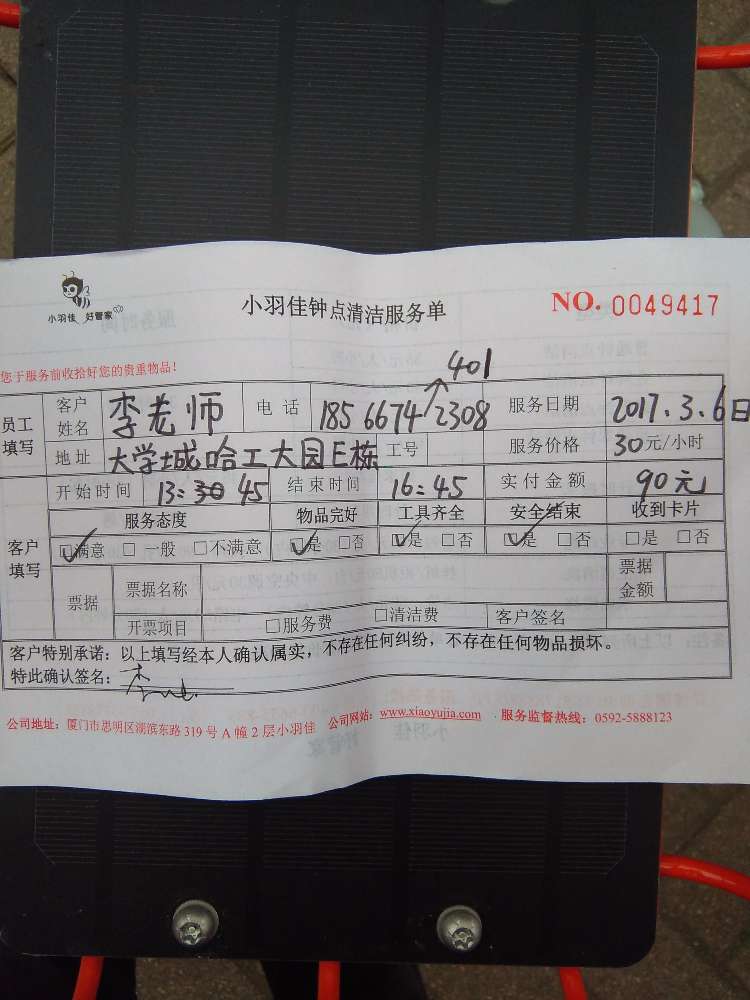 小羽佳 好管家
小羽佳钟点清洁服务单
NO. 0049417
您于服务前收拾好您的贵重物品!
401
员工填写 客户姓名 李老师 电话 185 6674 2308 服务日期 2017.3.6日
地址 大学城哈工大园E栋 工号 服务价格 30元/小时
客户填写 开始时间 13:30 45 结束时间 16:45 实付金额 90元
服务态度 物品完好 工具齐全 安全结束 收到卡片
☑满意 □一般 □不满意 ☑是 □否 ☑是 □否 ☑是 □否 □是 □否
票据 票据名称 票据金额
开票项目 □服务费 □清洁费 客户签名
客户特别承诺:以上填写经本人确认属实,不存在任何纠纷,不存在任何物品损坏。
特此确认签名:李
公司地址:厦门市思明区湖滨东路319号A幢2层小羽佳 公司网站:www.xiaoyujia.com 服务监督热线:0592-5888123